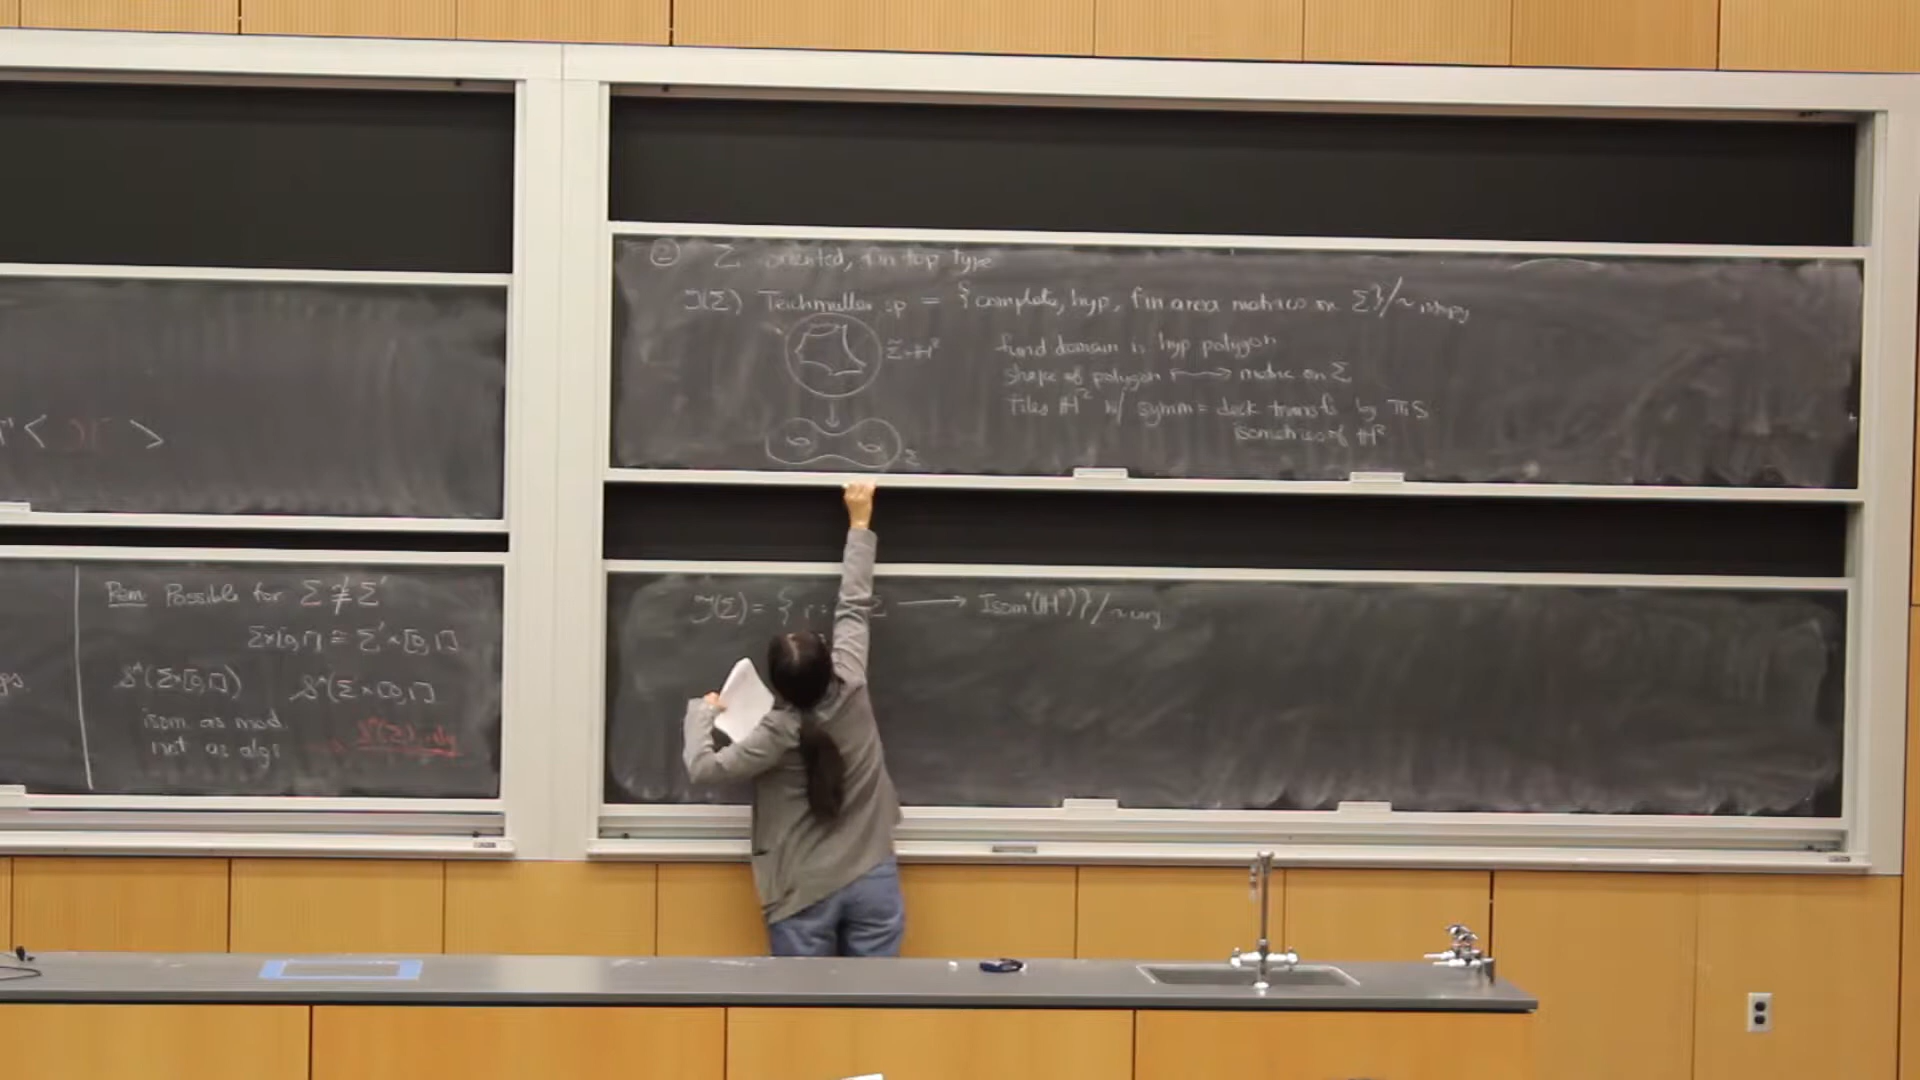 ② Σ oriented, fin top type
𝒯(Σ) Teichmuller sp = {complete, hyp, fin area metrics on Σ}/~ isotopy
Σ̃ = ℍ²
fund domain is hyp polygon
shape of polygon ⟼ metric on Σ
tiles ℍ² w/ symm = deck transfs by π₁S
isometries of ℍ²
Σ
< >
Rem: Possible for Σ ≇ Σ'
Σ×[0,1] ≅ Σ'×[0,1]
𝒮ᴬ(Σ×[0,1]) 𝒮ᴬ(Σ×[0,1])
isom. as mod.
not as algs
𝒯(Σ) = { r: Σ ⟶ Isom⁺(ℍ²)}/~ conj